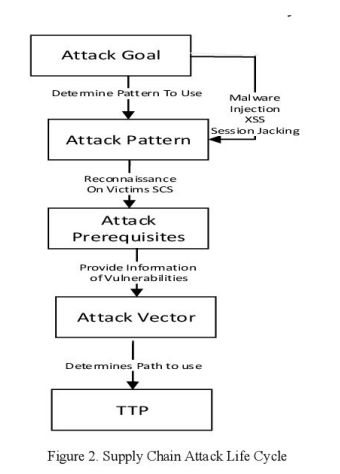 Attack Goal
Determine Pattern To Use
Malware
Injection
XSS
Session Jacking
Attack Pattern
Reconnaissance
On Victims SCS
Attack
Prerequisites
Provide Information
of Vulnerabilities
Attack Vector
Determines Path to use
TTP
Figure 2. Supply Chain Attack Life Cycle